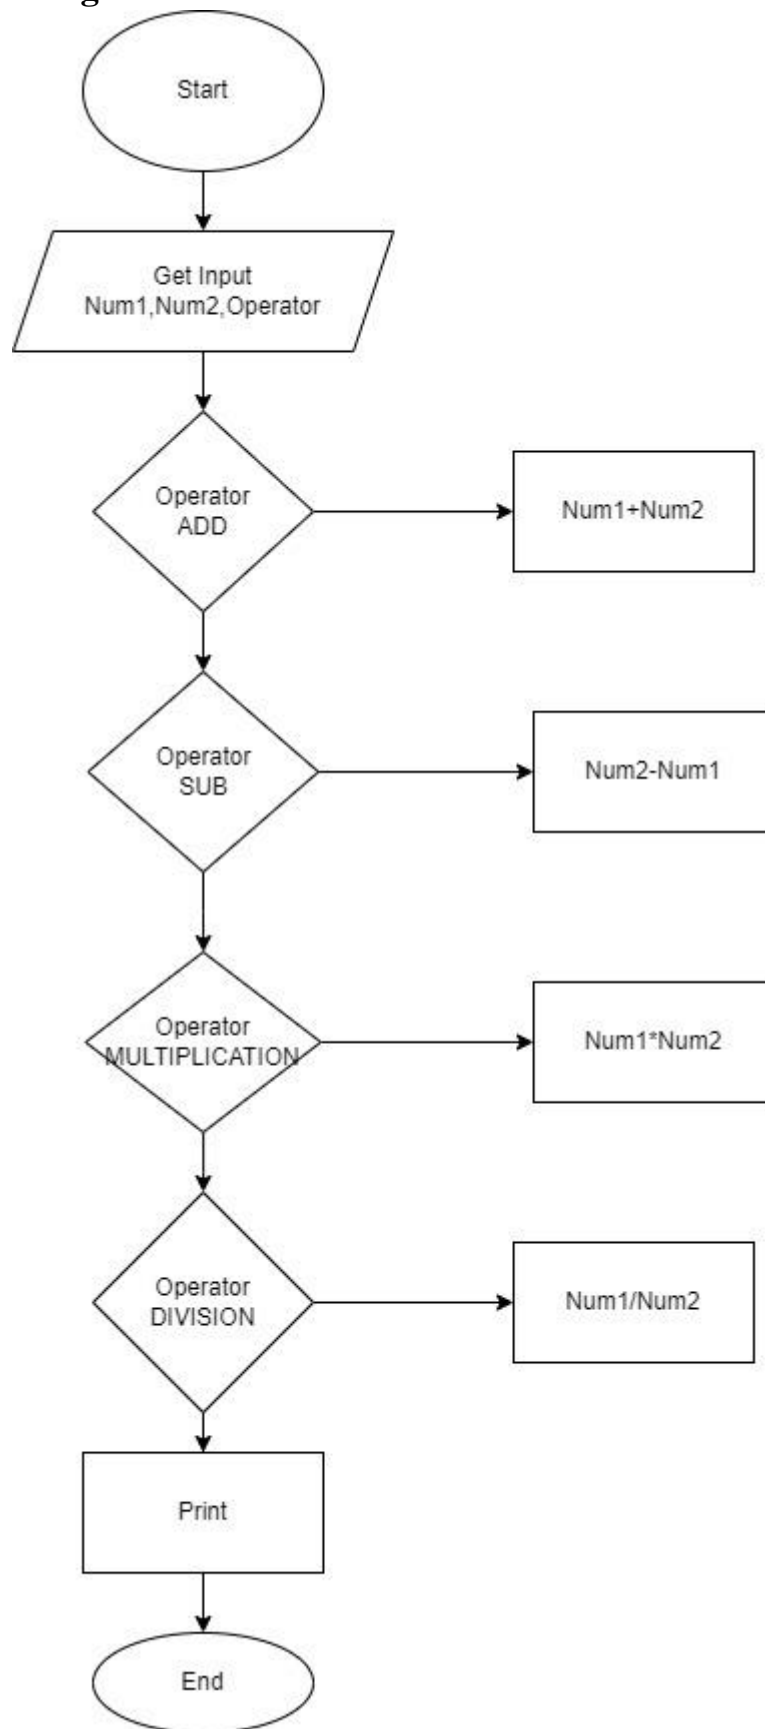 Start
Get Input
Num1,Num2,Operator
Operator
ADD
Num1+Num2
Operator
SUB
Num2-Num1
Operator
MULTIPLICATION
Num1*Num2
Operator
DIVISION
Num1/Num2
Print
End